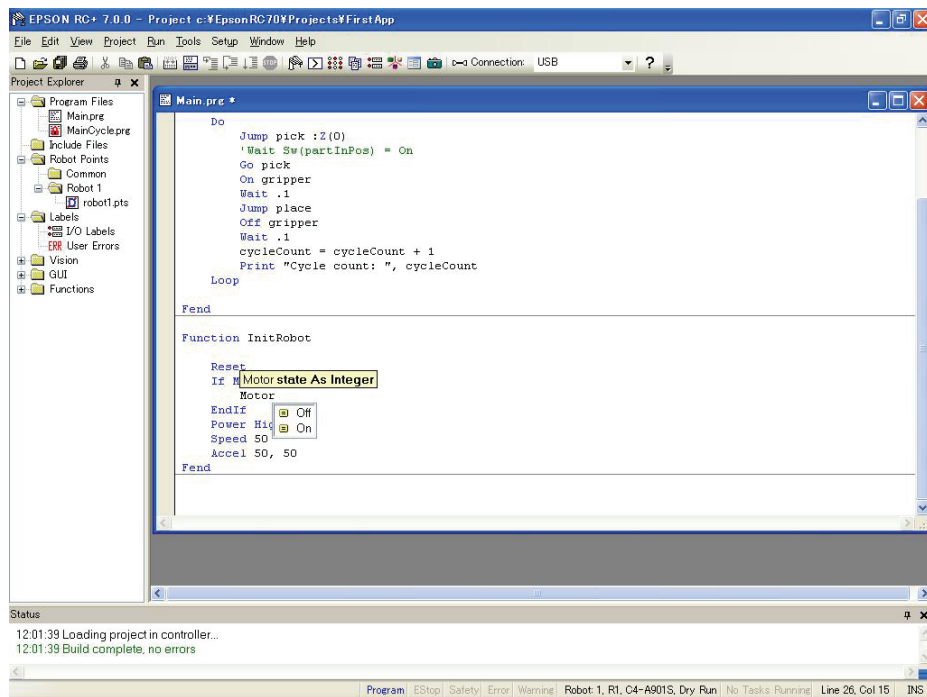 EPSON RC+ 7.0.0 - Project c:¥EpsonRC70¥Projects¥FirstApp
File Edit View Project Run Tools Setup Window Help
Connection: USB
?
Project Explorer
Program Files
Main.prg
MainCycle.prg
Include Files
Robot Points
Common
Robot 1
robot1.pts
Labels
I/O Labels
ERR User Errors
Vision
GUI
Functions
Main.prg *
Do
Jump pick :Z(0)
'Wait Sw(partInPos) = On
Go pick
On gripper
Wait .1
Jump place
Off gripper
Wait .1
cycleCount = cycleCount + 1
Print "Cycle count: ", cycleCount
Loop
Fend
Function InitRobot
Reset
If
Motor state As Integer
Motor
Off
EndIf
On
Power
Speed 50
Accel 50, 50
Fend
Status
12:01:39 Loading project in controller...
12:01:39 Build complete, no errors
Program EStop Safety Error Warning Robot: 1, R1, C4-A901S, Dry Run No Tasks Running Line 26, Col 15 INS